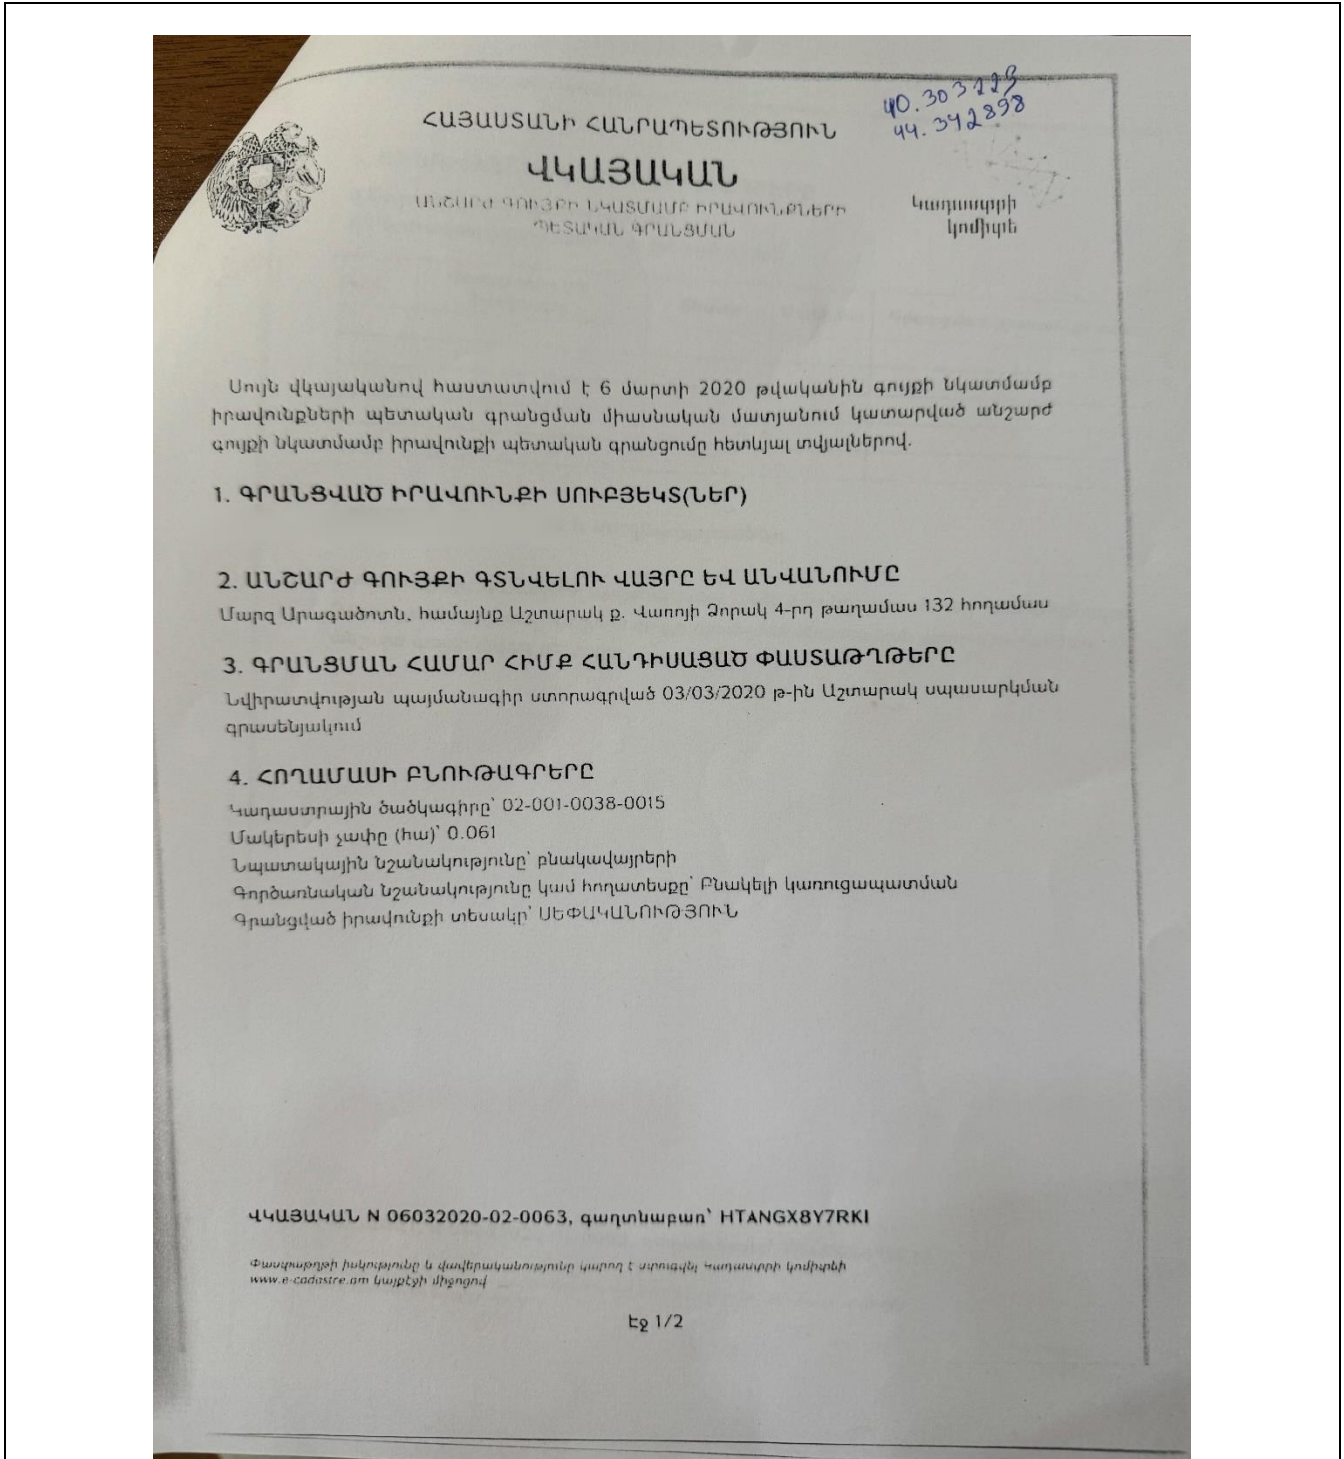 40.303223
44.342898
ՀԱՅԱՍՏԱՆԻ ՀԱՆՐԱՊԵՏՈՒԹՅՈՒՆ
ՎԿԱՅԱԿԱՆ
ԱՆՇԱՐԺ ԳՈՒՅՔԻ ՆԿԱՏՄԱՄԲ ԻՐԱՎՈՒՆՔՆԵՐԻ
ՊԵՏԱԿԱՆ ԳՐԱՆՑՄԱՆ
Կադաստրի
կոմիտե
Սույն վկայականով հաստատվում է 6 մարտի 2020 թվականին գույքի նկատմամբ
իրավունքների պետական գրանցման միասնական մատյանում կատարված անշարժ
գույքի նկատմամբ իրավունքի պետական գրանցումը հետևյալ տվյալներով.
1. ԳՐԱՆՑՎԱԾ ԻՐԱՎՈՒՆՔԻ ՍՈՒԲՅԵԿՏ(ՆԵՐ)
2. ԱՆՇԱՐԺ ԳՈՒՅՔԻ ԳՏՆՎԵԼՈՒ ՎԱՅՐԸ ԵՎ ԱՆՎԱՆՈՒՄԸ
Մարզ Արագածոտն, համայնք Աշտարակ ք. Վառոյի Ձորակ 4-րդ թաղամաս 132 հողամաս
3. ԳՐԱՆՑՄԱՆ ՀԱՄԱՐ ՀԻՄՔ ՀԱՆԴԻՍԱՑԱԾ ՓԱՍՏԱԹՂԹԵՐԸ
Նվիրատվության պայմանագիր ստորագրված 03/03/2020 թ-ին Աշտարակ սպասարկման
գրասենյակում
4. ՀՈՂԱՄԱՍԻ ԲՆՈՒԹԱԳՐԵՐԸ
Կադաստրային ծածկագիրը՝ 02-001-0038-0015
Մակերեսի չափը (հա)՝ 0.061
Նպատակային նշանակությունը՝ բնակավայրերի
Գործառնական նշանակությունը կամ հողատեսքը՝ Բնակելի կառուցապատման
Գրանցված իրավունքի տեսակը՝ ՍԵՓԱԿԱՆՈՒԹՅՈՒՆ
ՎԿԱՅԱԿԱՆ N 06032020-02-0063, գաղտնաբառ՝ HTANGX8Y7RKI
Փաստաթղթի իսկությունը և վավերականությունը կարող է ստուգվել Կադաստրի կոմիտեի
www.e-cadastre.am կայքէջի միջոցով
Էջ 1/2